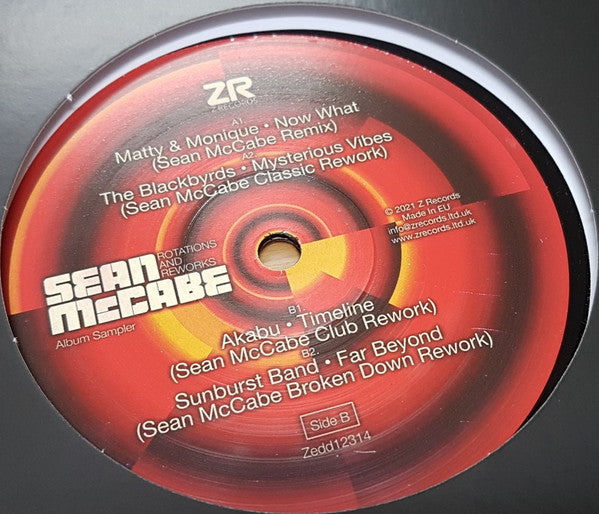 ZR
Z RECORDS
A1.
Matty & Monique • Now What
(Sean McCabe Remix)
A2.
The Blackbyrds • Mysterious Vibes
(Sean McCabe Classic Rework)
© 2021 Z Records
Made in EU
info@zrecords.ltd.uk
www.zrecords.ltd.uk
SEAN
McCABE
ROTATIONS
AND
REWORKS
Album Sampler
B1.
Akabu • Timeline
(Sean McCabe Club Rework)
B2.
Sunburst Band • Far Beyond
(Sean McCabe Broken Down Rework)
Side B
Zedd12314